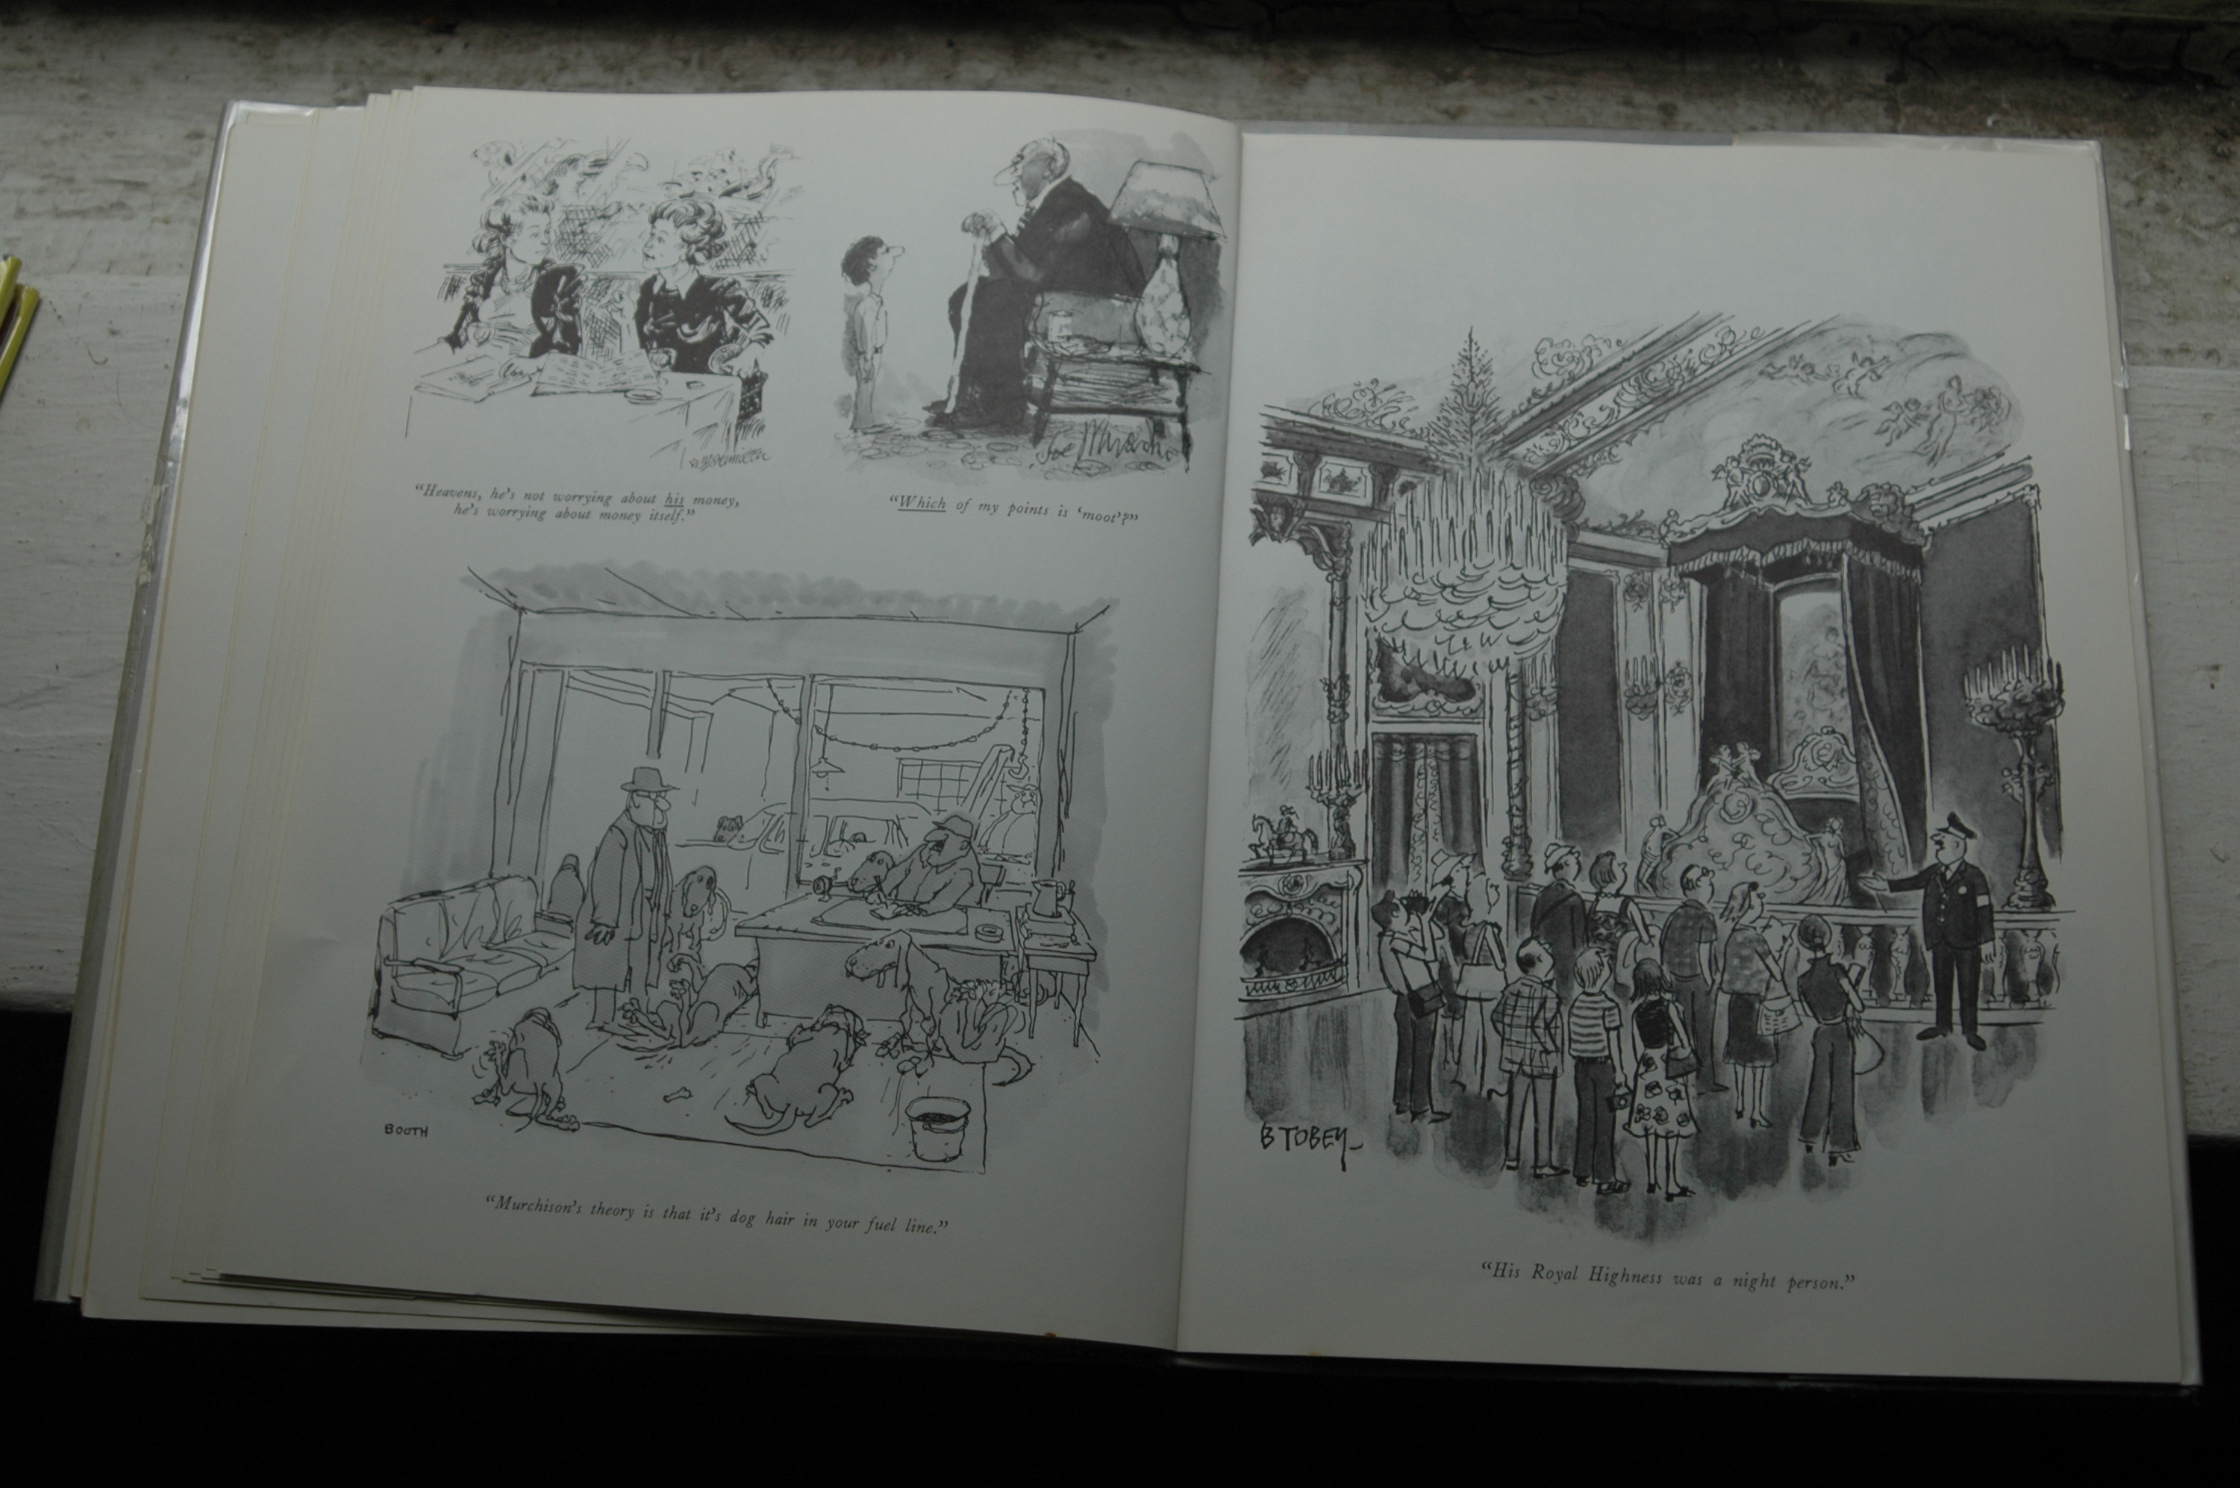 "Heavens, he's not worrying about his money,
he's worrying about money itself."
"Which of my points is 'moot'?"
Joe Mirachi
BOOTH
"Murchison's theory is that it's dog hair in your fuel line."
B TOBEY
"His Royal Highness was a night person."